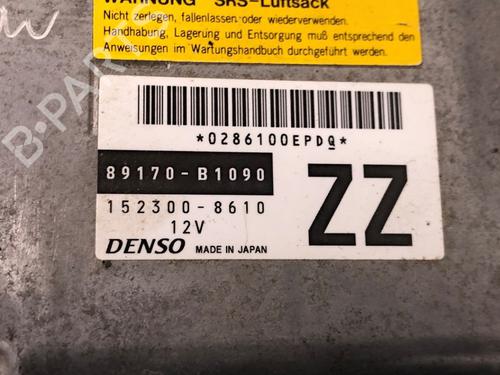 WARNUNG SRS-Luftsack
Nicht zerlegen, fallenlassen oder wiederverwenden.
Handhabung, Lagerung und Entsorgung muß entsprechend den
Anweisungen im Wartungshandbuch durchgeführt werden.
B-PARTS
*0286100EPDQ*
89170-B1090
152300-8610
12V
ZZ
DENSO MADE IN JAPAN